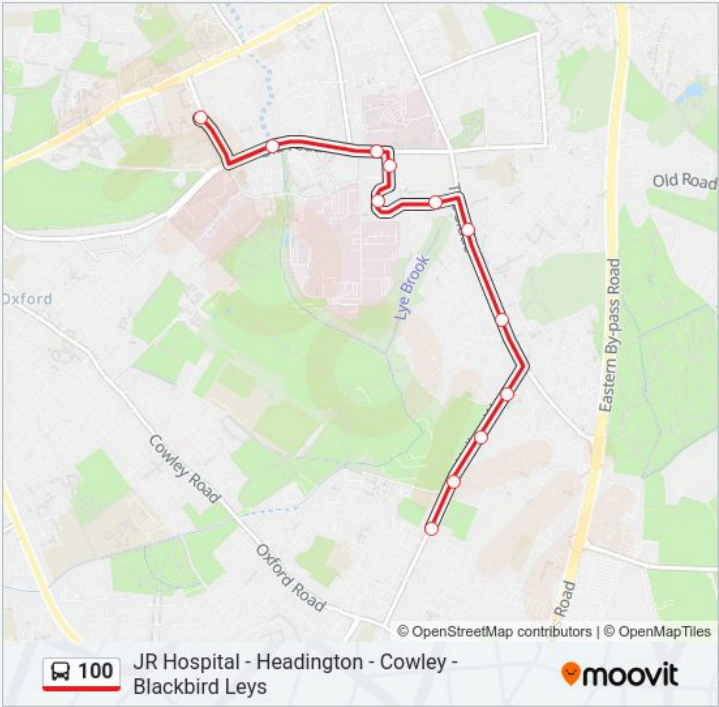 Old Road
Lye Brook
Oxford
Eastern By-pass Road
Cowley Road
Oxford Road
Road
© OpenStreetMap contributors | © OpenMapTiles
100
JR Hospital - Headington - Cowley -
Blackbird Leys
moovit